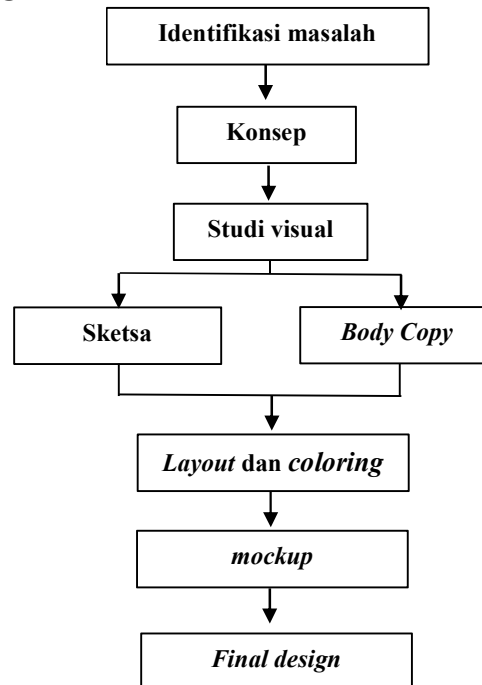 Identifikasi masalah
Konsep
Studi visual
Sketsa
Body Copy
Layout dan coloring
mockup
Final design